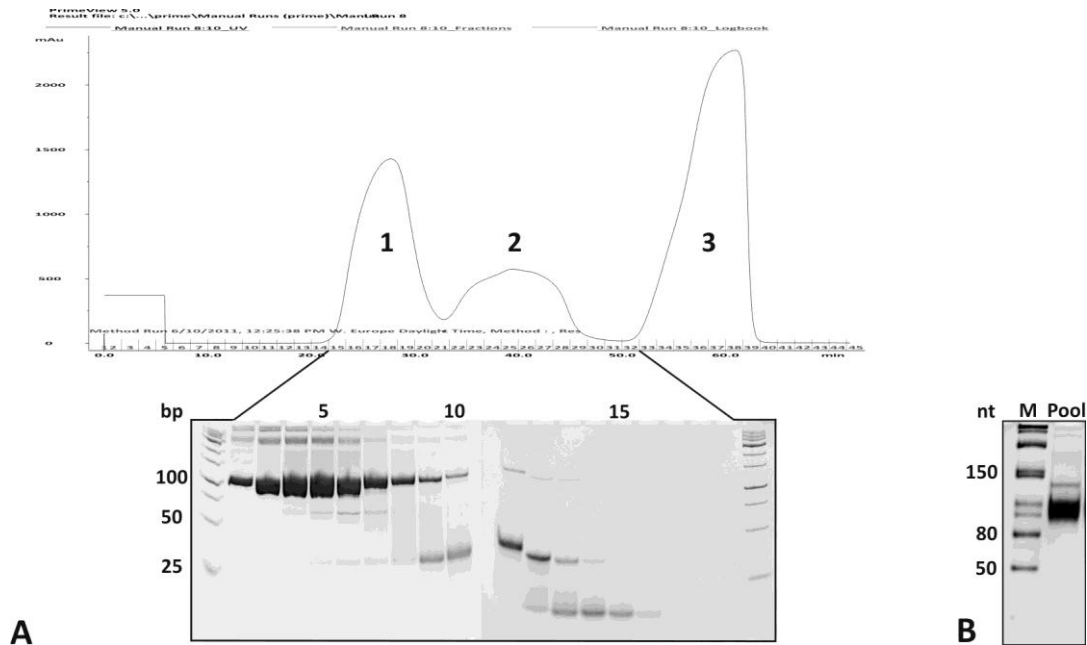 PrimeView 5.0
Result file: c:\...\prime\Manual Runs (prime)\Manual Run 8
Manual Run 8:10_UV Manual Run 8:10_Fractions Manual Run 8:10_Logbook
mAu
2000
1500
1000
500
0
1
2
3
Method Run 6/10/2011, 12:25:38 PM W. Europe Daylight Time, Method : , Res
12 3 4 5 6 7 8 9 10 11 12 13 14 15 16 17 18 19 20 21 22 23 24 25 26 27 28 29 30 31 32 33 34 35 36 37 38 39 40 41 42 43 44 45
0.0 10.0 20.0 30.0 40.0 50.0 60.0 min
bp 5 10 15
100
50
25
A
nt M Pool
150
80
50
B